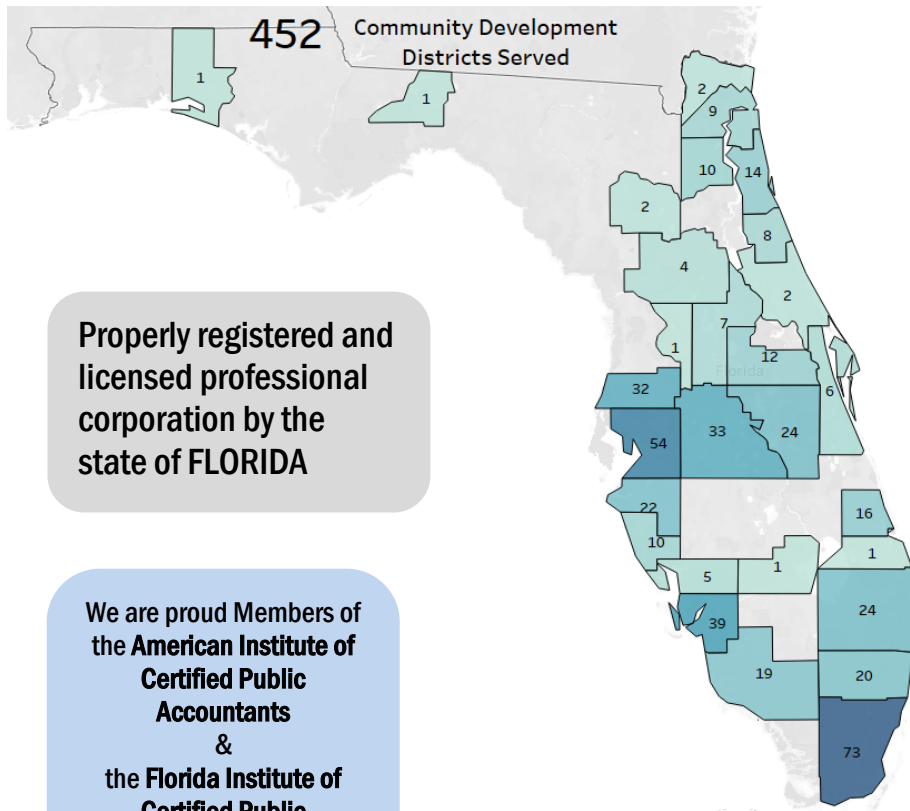 452
Community Development
Districts Served
1
1
2
9
10
14
2
8
4
2
7
1
12
Florida
32
6
33
54
24
22
16
10
1
1
5
24
39
19
20
73
Properly registered and
licensed professional
corporation by the
state of FLORIDA
We are proud Members of
the American Institute of
Certified Public
Accountants
&
the Florida Institute of
Certified Public